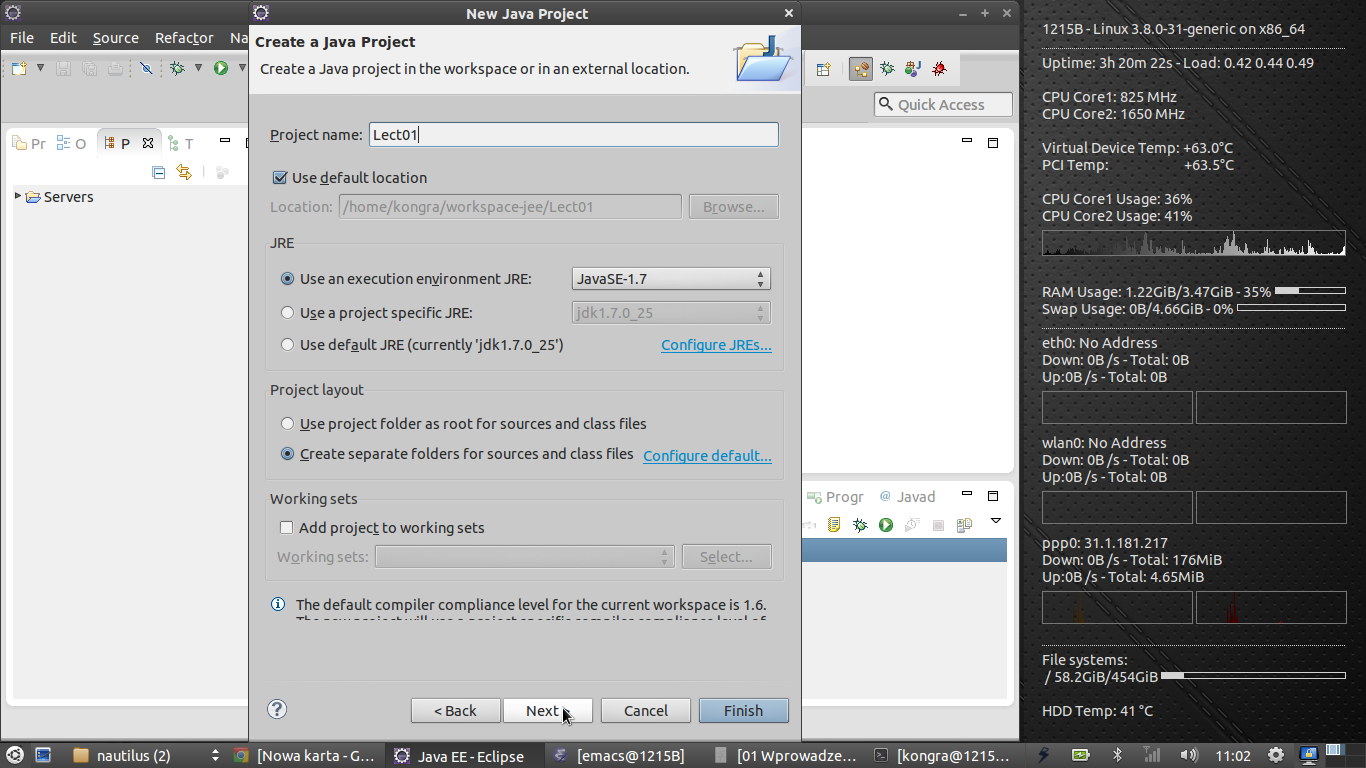 New Java Project
File Edit Source Refactor Na
Create a Java Project
Create a Java project in the workspace or in an external location.
Quick Access
Project name: Lect01
Pr O P T
Use default location
Location: /home/kongra/workspace-jee/Lect01 Browse...
Servers
JRE
Use an execution environment JRE: JavaSE-1.7
Use a project specific JRE: jdk1.7.0_25
Use default JRE (currently 'jdk1.7.0_25') Configure JREs...
Project layout
Use project folder as root for sources and class files
Create separate folders for sources and class files Configure default...
Working sets
Add project to working sets
Working sets: Select...
The default compiler compliance level for the current workspace is 1.6.
The new project will use a project specific compiler compliance level of
< Back Next Cancel Finish
Progr @ Javad
1215B - Linux 3.8.0-31-generic on x86_64
Uptime: 3h 20m 22s - Load: 0.42 0.44 0.49
CPU Core1: 825 MHz
CPU Core2: 1650 MHz
Virtual Device Temp: +63.0°C
PCI Temp: +63.5°C
CPU Core1 Usage: 36%
CPU Core2 Usage: 41%
RAM Usage: 1.22GiB/3.47GiB - 35%
Swap Usage: 0B/4.66GiB - 0%
eth0: No Address
Down: 0B /s - Total: 0B
Up:0B /s - Total: 0B
wlan0: No Address
Down: 0B /s - Total: 0B
Up:0B /s - Total: 0B
ppp0: 31.1.181.217
Down: 0B /s - Total: 176MiB
Up:0B /s - Total: 4.65MiB
File systems:
/ 58.2GiB/454GiB
HDD Temp: 41 °C
nautilus (2) [Nowa karta - G... Java EE - Eclipse [emacs@1215B] [01 Wprowadze... [kongra@1215... 11:02